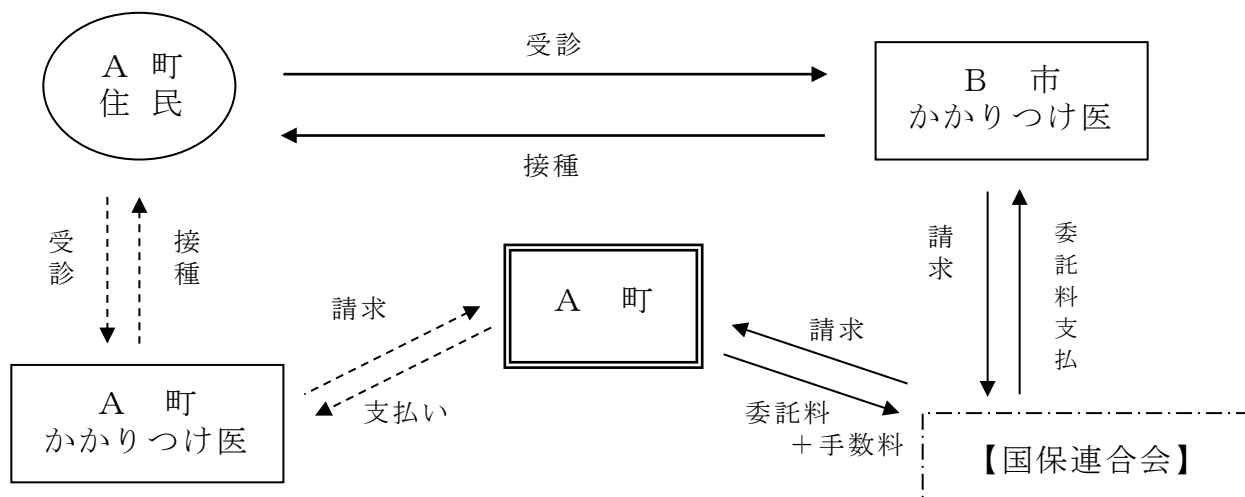 受診
A 町
住 民
B 市
かかりつけ医
接種
受診
接種
請求
委託料支払
A 町
請求
請求
支払い
委託料
＋手数料
A 町
かかりつけ医
【国保連合会】